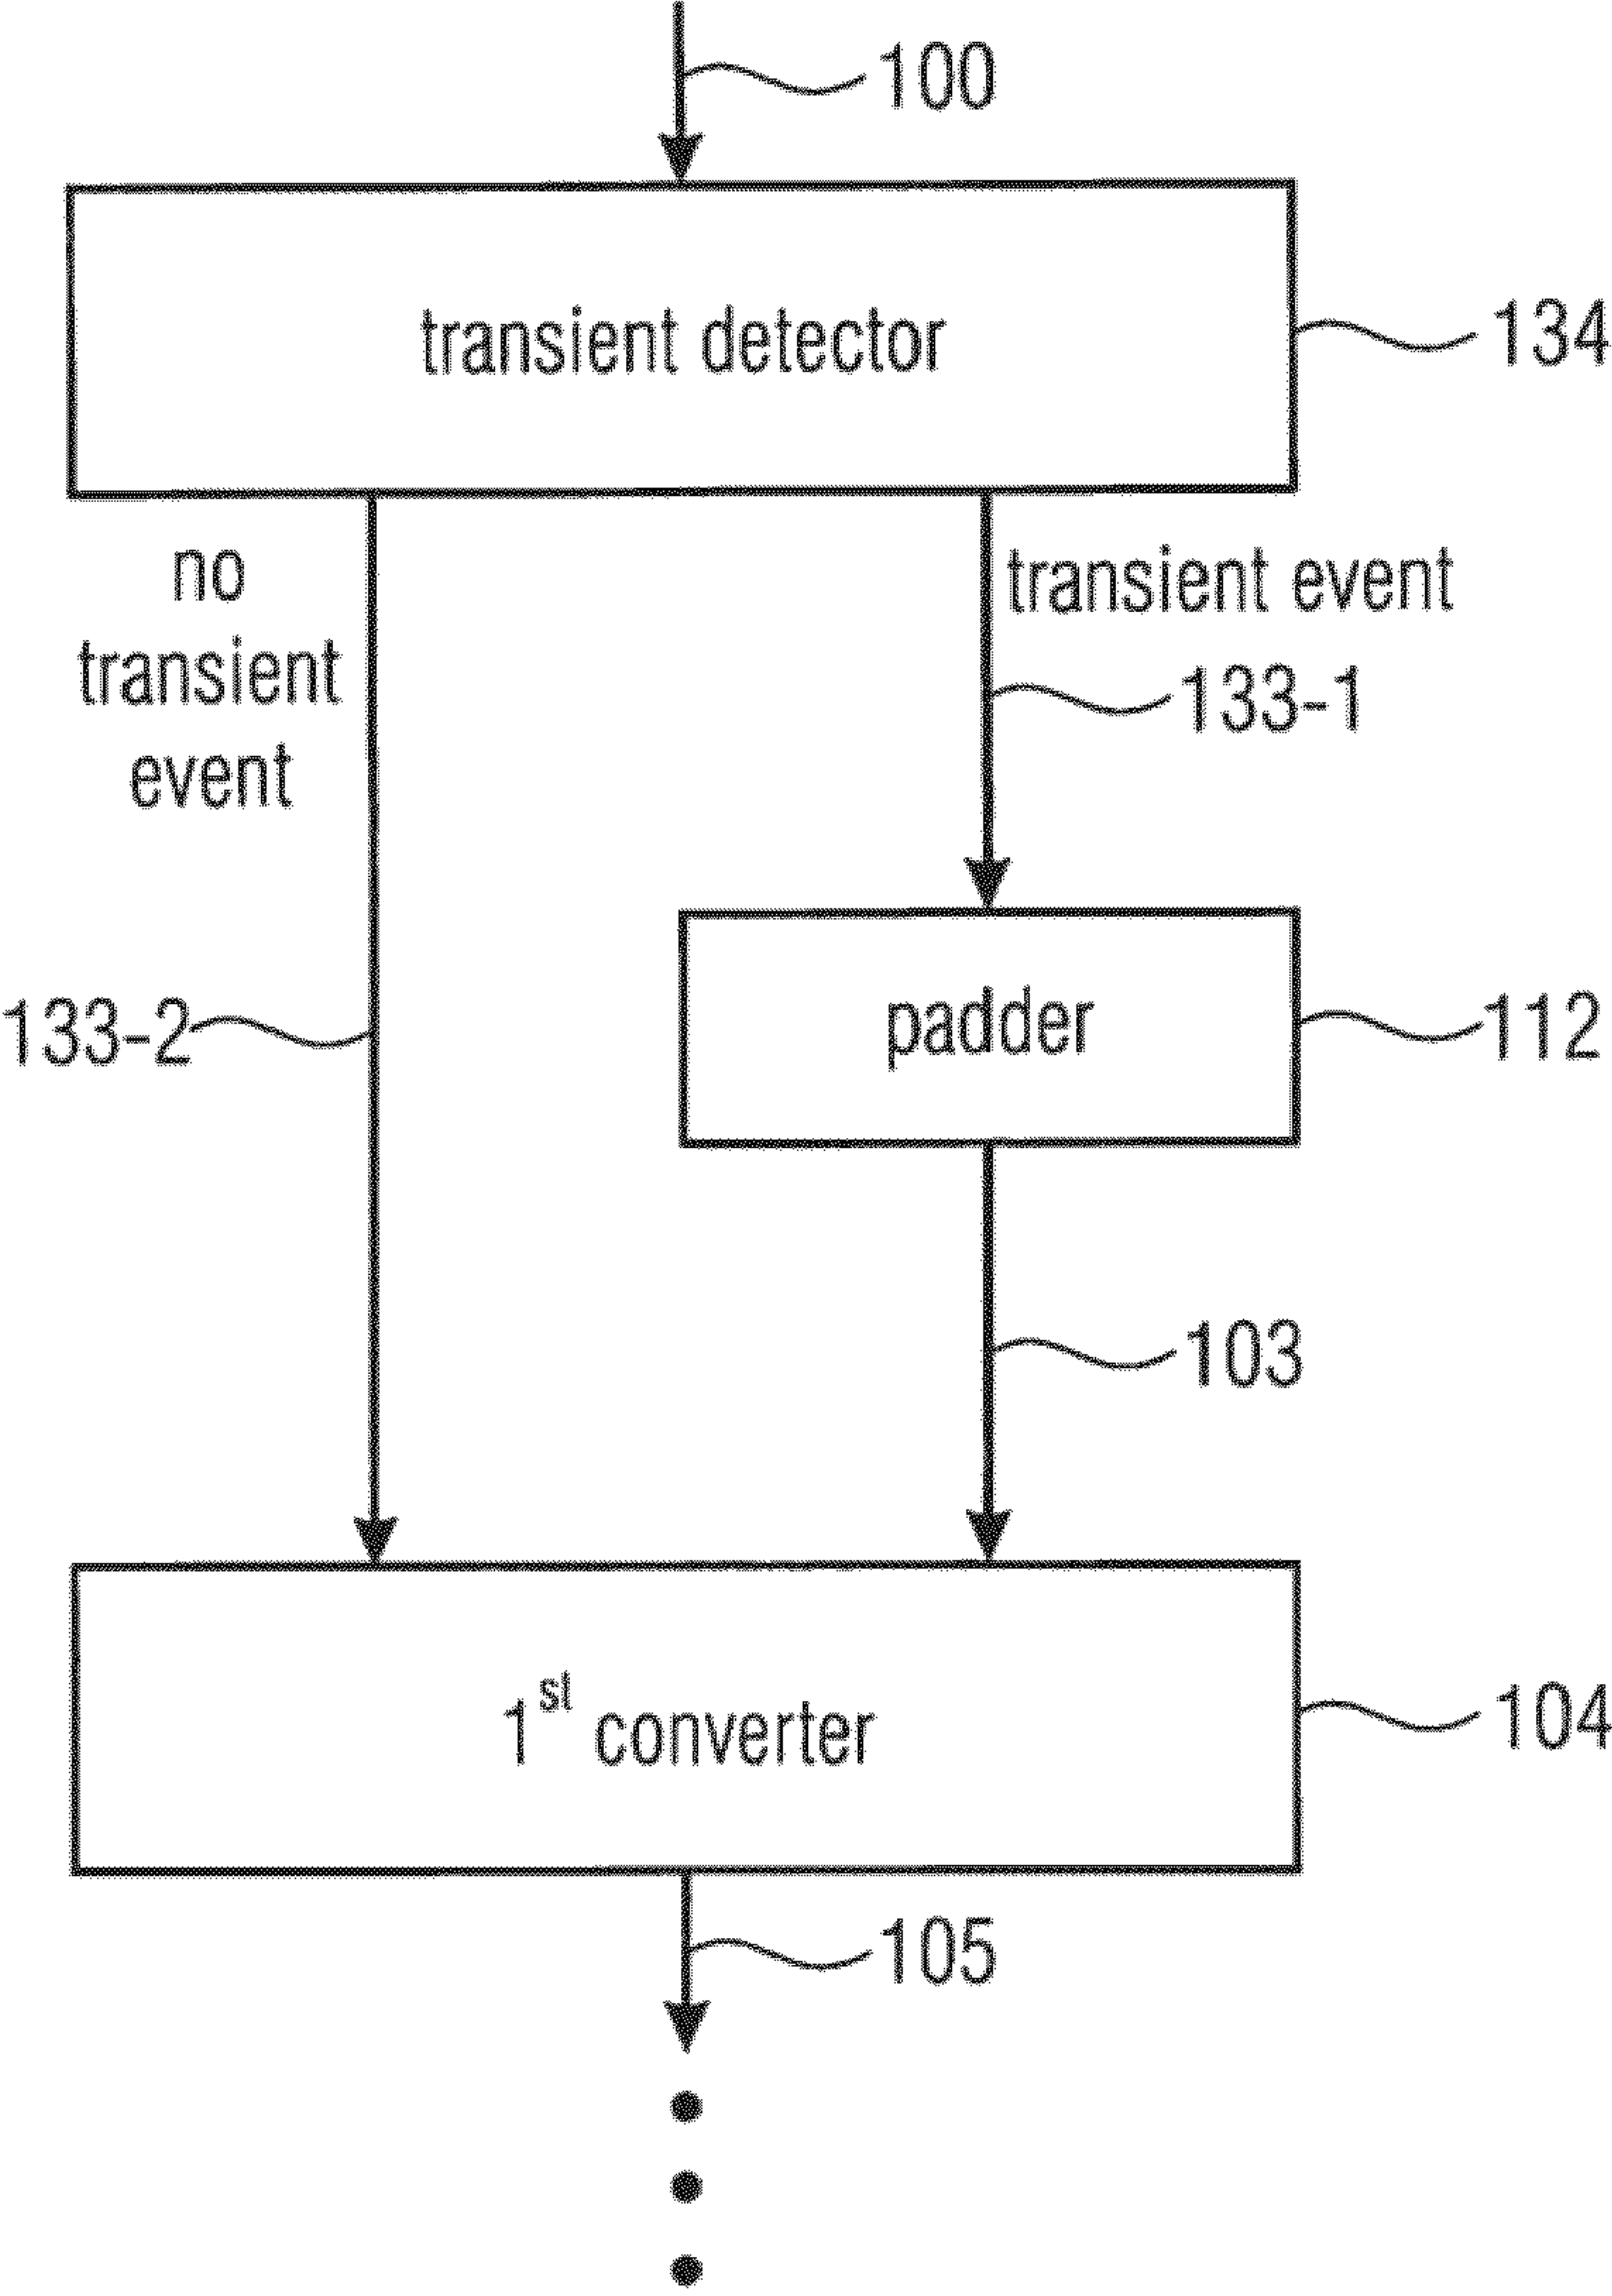 100
transient detector
134
no
transient
event
transient event
133-1
133-2
padder
112
103
1st converter
104
105